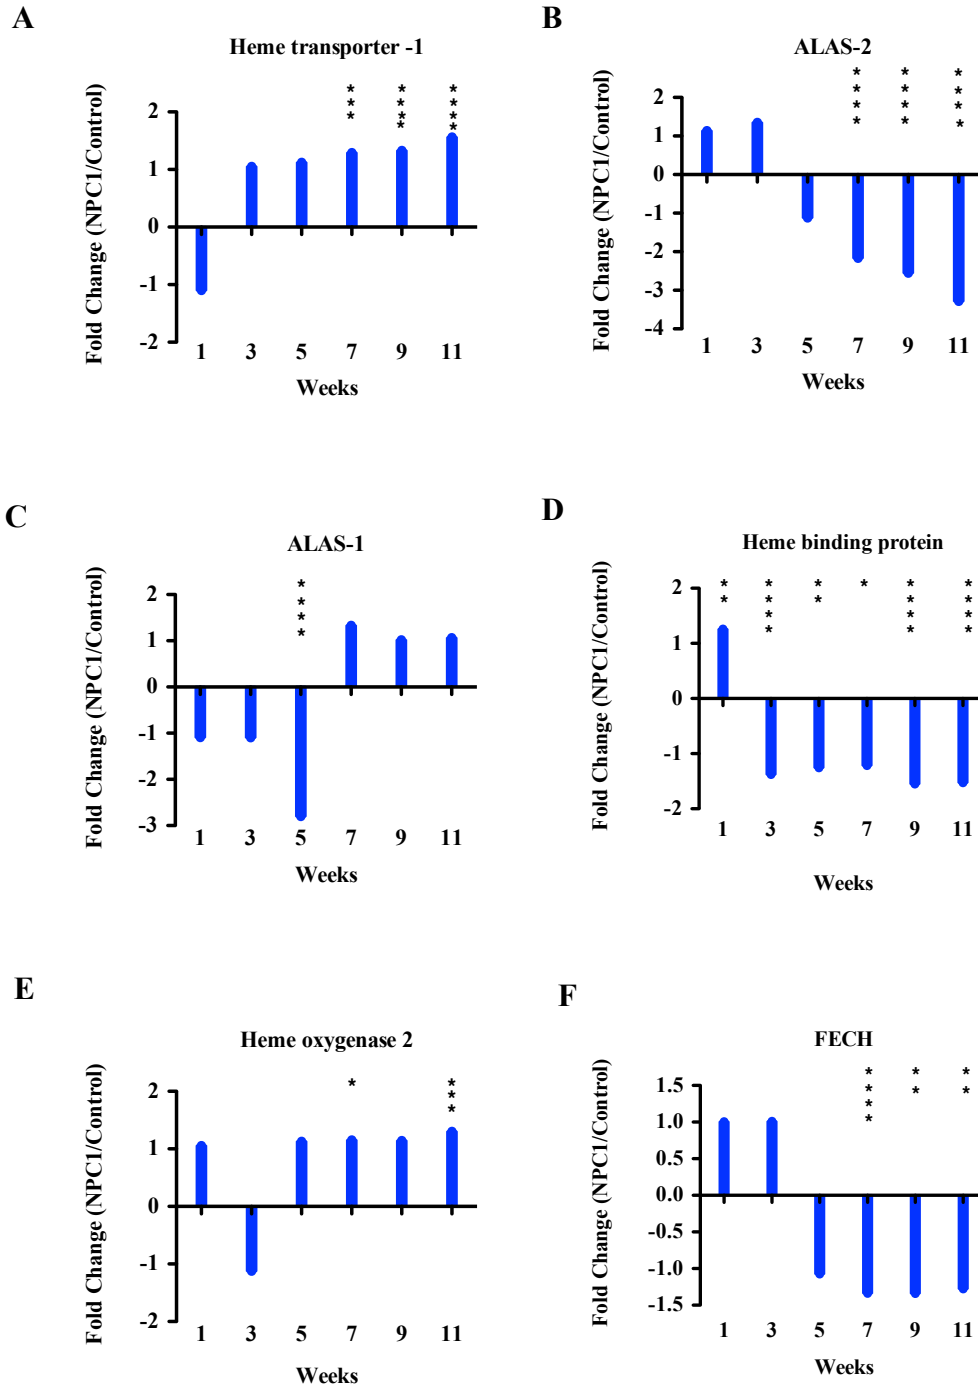 A
Heme transporter -1
* * *
* * * *
* * * *
Fold Change (NPC1/Control)
2
1
0
-1
-2
1 3 5 7 9 11
Weeks
B
ALAS-2
* * * *
* * * *
* * * *
Fold Change (NPC1/Control)
2
1
0
-1
-2
-3
-4
1 3 5 7 9 11
Weeks
C
ALAS-1
* * * *
Fold Change (NPC1/Control)
2
1
0
-1
-2
-3
1 3 5 7 9 11
Weeks
D
Heme binding protein
* *
* * * *
* *
*
* * * *
* * * *
Fold Change (NPC1/Control)
2
1
0
-1
-2
1 3 5 7 9 11
Weeks
E
Heme oxygenase 2
*
* * *
Fold Change (NPC1/Control)
2
1
0
-1
-2
1 3 5 7 9 11
Weeks
F
FECH
* * * *
* *
* *
Fold Change (NPC1/Control)
1.5
1.0
0.5
0.0
-0.5
-1.0
-1.5
1 3 5 7 9 11
Weeks